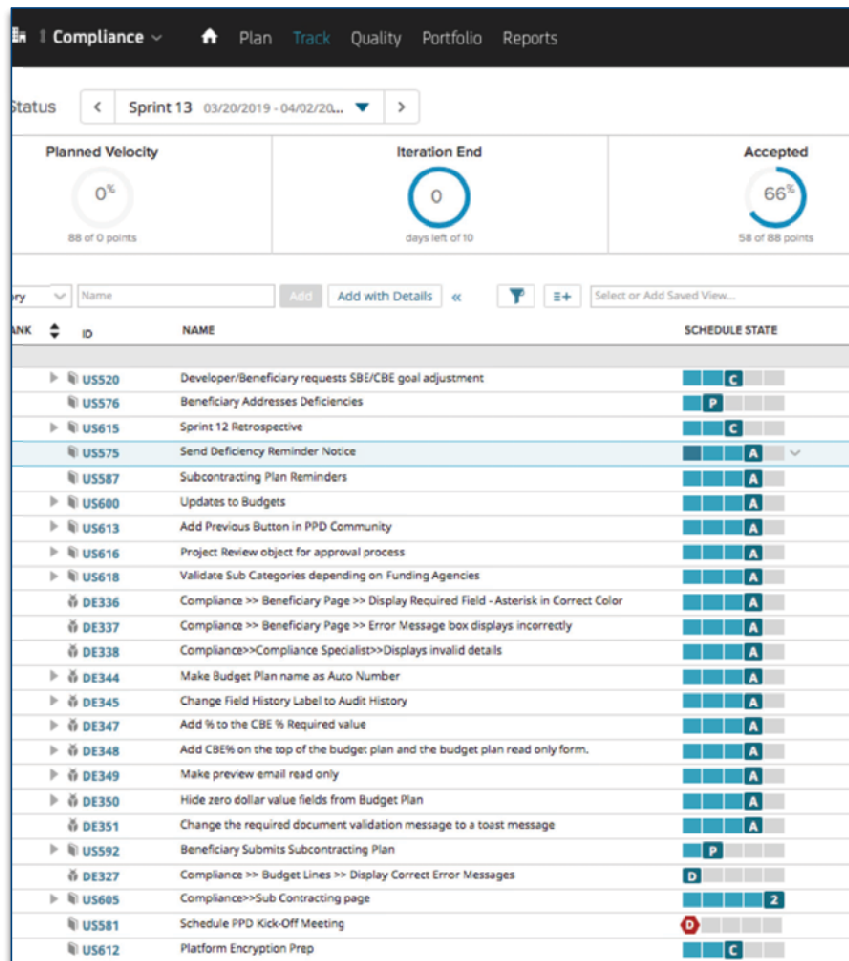 Compliance Plan Track Quality Portfolio Reports
Status Sprint 13 03/20/2019 - 04/02/20...
Planned Velocity Iteration End Accepted
0% 0 66%
88 of 0 points days left of 10 58 of 88 points
ry Name Add Add with Details « Select or Add Saved View...
ANK ID NAME SCHEDULE STATE
US520 Developer/Beneficiary requests SBE/CBE goal adjustment C
US576 Beneficiary Addresses Deficiencies P
US615 Sprint 12 Retrospective C
US575 Send Deficiency Reminder Notice A
US587 Subcontracting Plan Reminders A
US600 Updates to Budgets A
US613 Add Previous Button in PPD Community A
US616 Project Review object for approval process A
US618 Validate Sub Categories depending on Funding Agencies A
DE336 Compliance >> Beneficiary Page >> Display Required Field - Asterisk in Correct Color A
DE337 Compliance >> Beneficiary Page >> Error Message box displays incorrectly A
DE338 Compliance>>Compliance Specialist>>Displays invalid details A
DE344 Make Budget Plan name as Auto Number A
DE345 Change Field History Label to Audit History A
DE347 Add % to the CBE % Required value A
DE348 Add CBE% on the top of the budget plan and the budget plan read only form. A
DE349 Make preview email read only A
DE350 Hide zero dollar value fields from Budget Plan A
DE351 Change the required document validation message to a toast message A
US592 Beneficiary Submits Subcontracting Plan P
DE327 Compliance >> Budget Lines >> Display Correct Error Messages D
US605 Compliance>>Sub Contracting page 2
US581 Schedule PPD Kick-Off Meeting D
US612 Platform Encryption Prep C